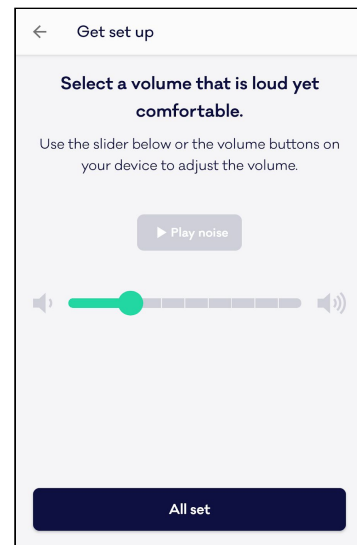 Get set up
Select a volume that is loud yet
comfortable.
Use the slider below or the volume buttons on
your device to adjust the volume.
Play noise
All set